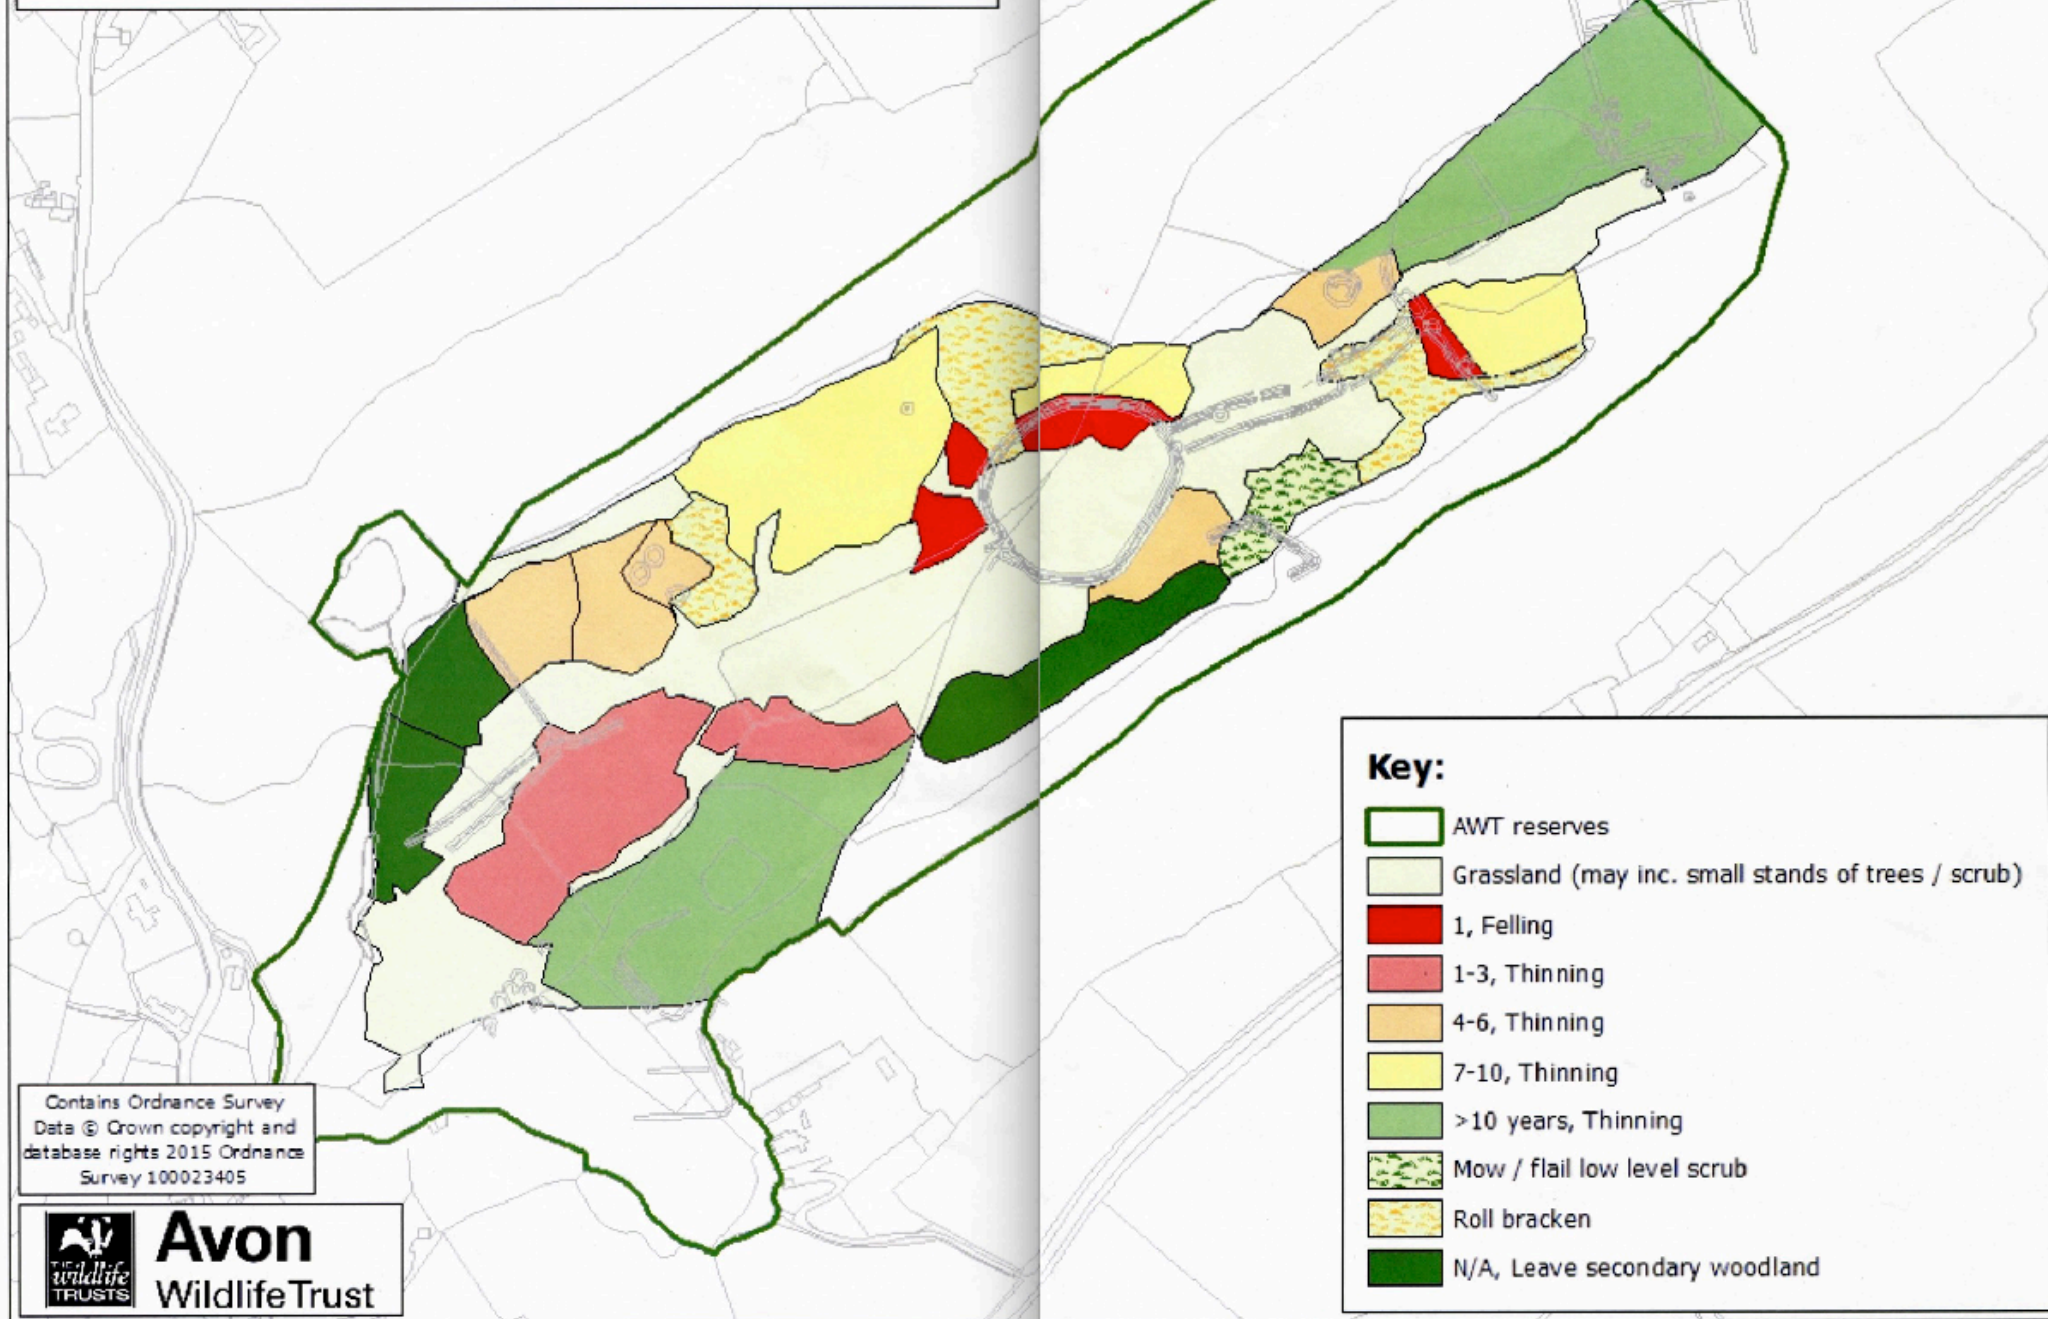 Key:
AWT reserves
Grassland (may inc. small stands of trees / scrub)
1, Felling
1-3, Thinning
4-6, Thinning
7-10, Thinning
>10 years, Thinning
Mow / flail low level scrub
Roll bracken
N/A, Leave secondary woodland
Contains Ordnance Survey
Data © Crown copyright and
database rights 2015 Ordnance
Survey 100023405
THE
wildlife
TRUSTS
Avon
Wildlife Trust